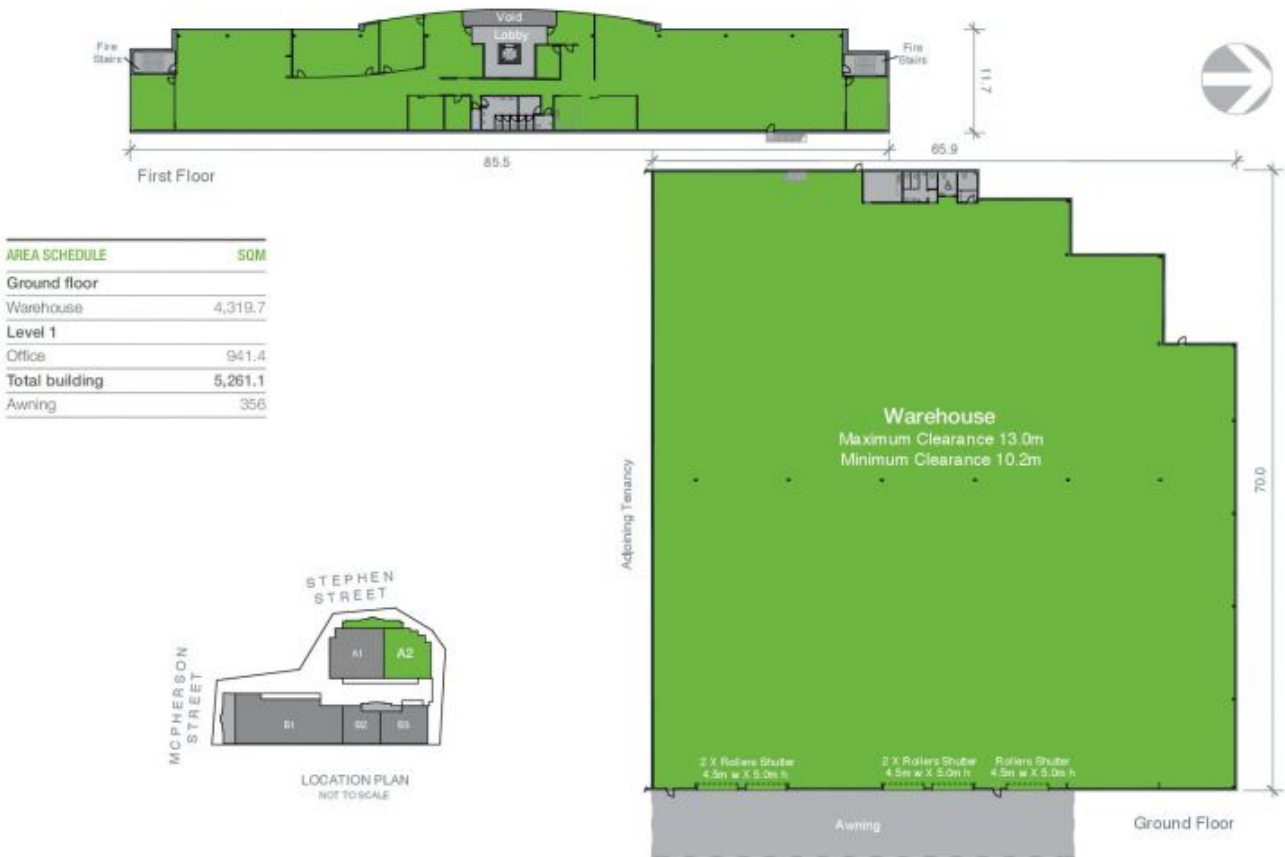 Void
Lobby
Fire
Stairs
Fire
Stairs
11.7
85.5
65.9
First Floor
AREA SCHEDULE SQM
Ground floor
Warehouse 4,319.7
Level 1
Office 941.4
Total building 5,261.1
Awning 356
Warehouse
Maximum Clearance 13.0m
Minimum Clearance 10.2m
Adjoining Tenancy
70.0
STEPHEN
STREET
MCPHERSON
STREET
A1
A2
B1
B2
B3
LOCATION PLAN
NOT TO SCALE
2 X Rollers Shutter
4.5m w X 5.0m h
2 X Rollers Shutter
4.5m w X 5.0m h
Rollers Shutter
4.5m w X 5.0m h
Awning
Ground Floor